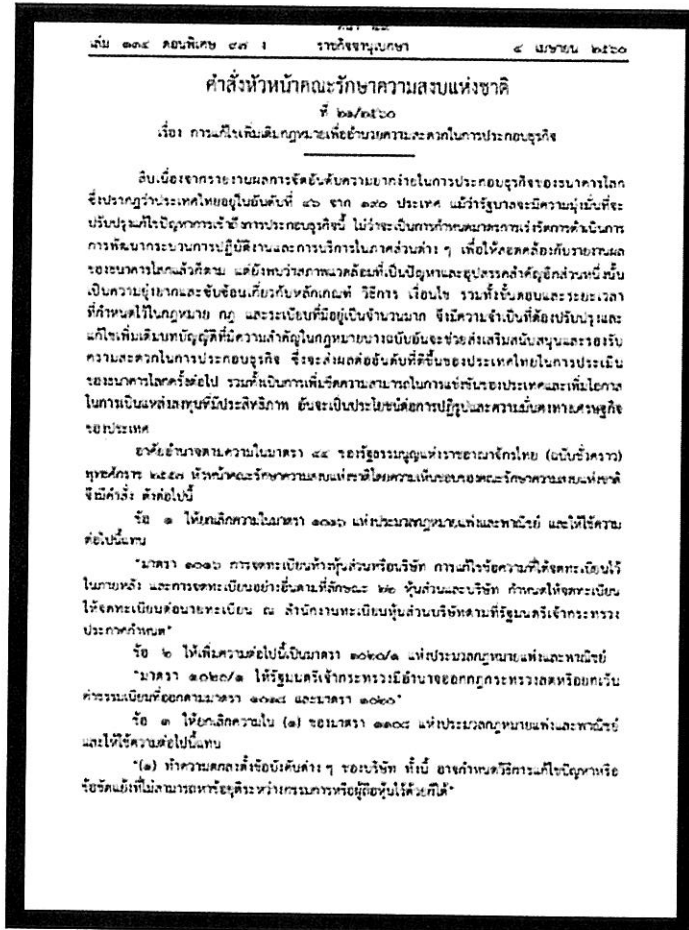 เล่ม ๑๓๔ ตอนพิเศษ ๙๗ ง ราชกิจจานุเบกษา ๔ เมษายน ๒๕๖๐
คำสั่งหัวหน้าคณะรักษาความสงบแห่งชาติ
ที่ ๒๑/๒๕๖๐
เรื่อง การแก้ไขเพิ่มเติมกฎหมายเพื่ออำนวยความสะดวกในการประกอบธุรกิจ
สืบเนื่องจากรายงานผลการจัดอันดับความยากง่ายในการประกอบธุรกิจของธนาคารโลก
ซึ่งปรากฏว่าประเทศไทยอยู่ในอันดับที่ ๔๖ จาก ๑๙๐ ประเทศ แม้ว่ารัฐบาลจะมีความมุ่งมั่นที่จะ
ปรับปรุงแก้ไขปัญหาการเข้าถึงการประกอบธุรกิจนี้ ไม่ว่าจะเป็นการกำหนดมาตรการเร่งรัดการดำเนินการ
การพัฒนากระบวนการปฏิบัติงานและการบริการในภาคส่วนต่าง ๆ เพื่อให้สอดคล้องกับรายงานผล
ของธนาคารโลกแล้วก็ตาม แต่ยังพบว่าสภาพแวดล้อมที่เป็นปัญหาและอุปสรรคสำคัญอีกส่วนหนึ่งนั้น
เป็นความยุ่งยากและซับซ้อนเกี่ยวกับหลักเกณฑ์ วิธีการ เงื่อนไข รวมทั้งขั้นตอนและระยะเวลา
ที่กำหนดไว้ในกฎหมาย กฎ และระเบียบที่มีอยู่เป็นจำนวนมาก จึงมีความจำเป็นที่ต้องปรับปรุงและ
แก้ไขเพิ่มเติมบทบัญญัติที่มีความสำคัญในกฎหมายบางฉบับอันจะช่วยส่งเสริมสนับสนุนและรองรับ
ความสะดวกในการประกอบธุรกิจ ซึ่งจะส่งผลต่ออันดับที่ดีขึ้นของประเทศไทยในการประเมิน
ของธนาคารโลกครั้งต่อไป รวมทั้งเป็นการเพิ่มขีดความสามารถในการแข่งขันของประเทศและเพิ่มโอกาส
ในการเป็นแหล่งลงทุนที่มีประสิทธิภาพ อันจะเป็นประโยชน์ต่อการปฏิรูปและความมั่นคงทางเศรษฐกิจ
ของประเทศ
อาศัยอำนาจตามความในมาตรา ๔๔ ของรัฐธรรมนูญแห่งราชอาณาจักรไทย (ฉบับชั่วคราว)
พุทธศักราช ๒๕๕๗ หัวหน้าคณะรักษาความสงบแห่งชาติโดยความเห็นชอบของคณะรักษาความสงบแห่งชาติ
จึงมีคำสั่ง ดังต่อไปนี้
ข้อ ๑ ให้ยกเลิกความในมาตรา ๑๐๑๖ แห่งประมวลกฎหมายแพ่งและพาณิชย์ และให้ใช้ความ
ต่อไปนี้แทน
"มาตรา ๑๐๑๖ การจดทะเบียนห้างหุ้นส่วนหรือบริษัท การแก้ไขข้อความที่ได้จดทะเบียนไว้
ในภายหลัง และการจดทะเบียนอย่างอื่นตามที่ลักษณะ ๒๒ หุ้นส่วนและบริษัท กำหนดให้จดทะเบียน
ให้จดทะเบียนต่อนายทะเบียน ณ สำนักงานทะเบียนหุ้นส่วนบริษัทตามที่รัฐมนตรีเจ้ากระทรวง
ประกาศกำหนด"
ข้อ ๒ ให้เพิ่มความต่อไปนี้เป็นมาตรา ๑๐๒๐/๑ แห่งประมวลกฎหมายแพ่งและพาณิชย์
"มาตรา ๑๐๒๐/๑ ให้รัฐมนตรีเจ้ากระทรวงมีอำนาจออกกฎกระทรวงลดหรือยกเว้น
ค่าธรรมเนียมที่ออกตามมาตรา ๑๐๑๘ และมาตรา ๑๐๒๐"
ข้อ ๓ ให้ยกเลิกความใน (๑) ของมาตรา ๑๑๐๘ แห่งประมวลกฎหมายแพ่งและพาณิชย์
และให้ใช้ความต่อไปนี้แทน
"(๑) ทำความตกลงตั้งข้อบังคับต่าง ๆ ของบริษัท ทั้งนี้ อาจกำหนดวิธีการแก้ไขปัญหาหรือ
ข้อขัดแย้งที่ไม่สามารถหาข้อยุติระหว่างกรรมการหรือผู้ถือหุ้นไว้ด้วยก็ได้"